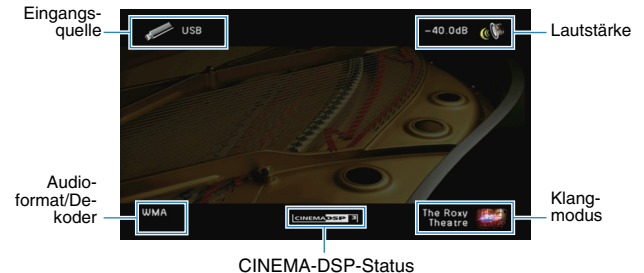 Eingangs-
quelle
USB
-40.0dB
Lautstärke
Audio-
format/De-
koder
WMA
CINEMA DSP 3
The Roxy
Theatre
Klang-
modus
CINEMA-DSP-Status